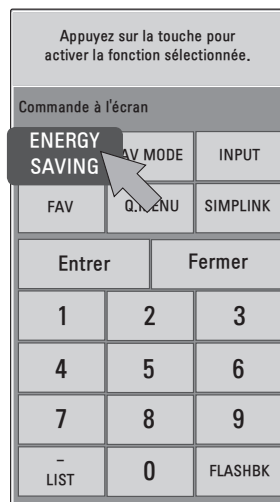 Appuyez sur la touche pour
activer la fonction sélectionnée.
Commande à l'écran
ENERGY
SAVING
AV MODE
INPUT
FAV
Q.MENU
SIMPLINK
Entrer
Fermer
1
2
3
4
5
6
7
8
9
–
LIST
0
FLASHBK